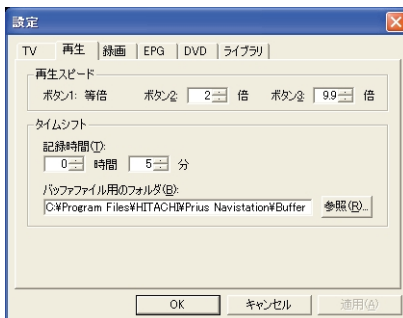 設定
TV 再生 録画 EPG DVD ライブラリ
再生スピード
ボタン1: 等倍 ボタン2: 2 倍 ボタン3: 9.9 倍
タイムシフト
記録時間(T):
0 時間 5 分
バッファファイル用のフォルダ(B):
C:¥Program Files¥HITACHI¥Prius Navistation¥Buffer 参照(R)...
OK キャンセル 適用(A)